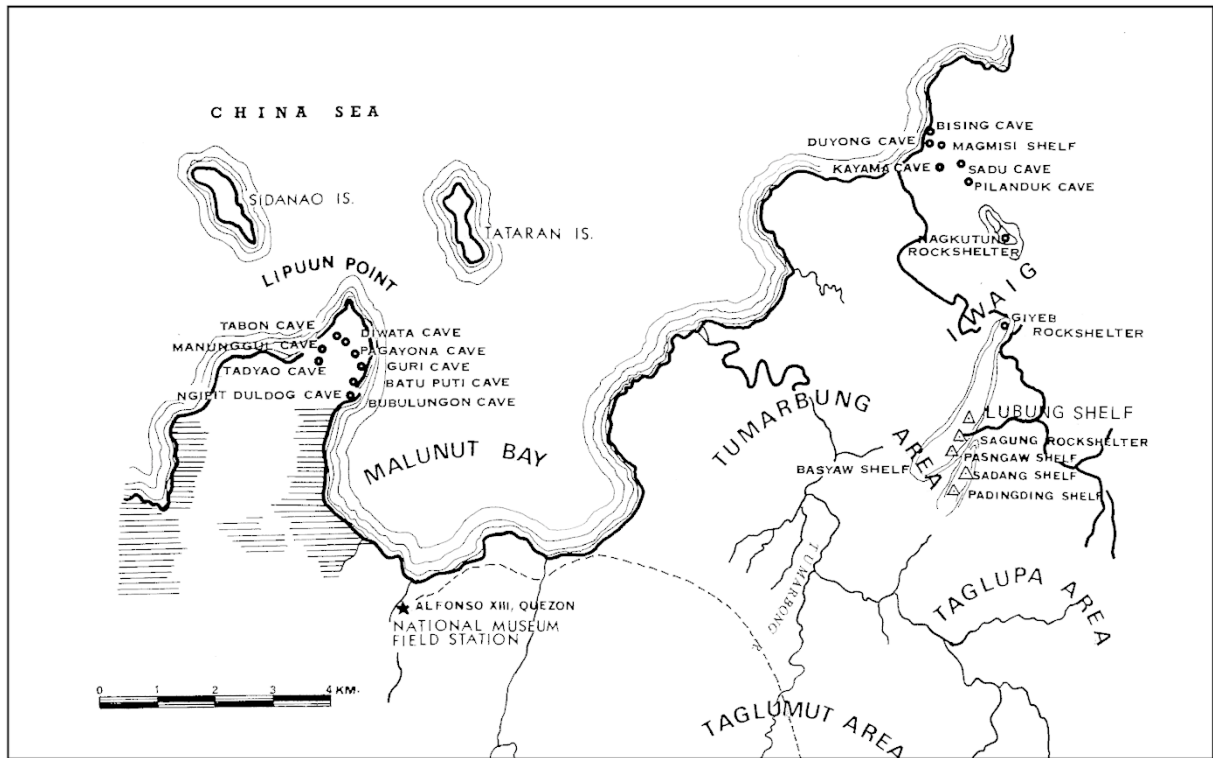 CHINA SEA
SIDANAO IS.
TATARAN IS.
LIPUUN POINT
TABON CAVE
DIWATA CAVE
MANUNGGUL CAVE
PAGAYONA CAVE
TADYAO CAVE
GURI CAVE
BATU PUTI CAVE
NGIPIT DULDOG CAVE
BUBULUNGON CAVE
MALUNUT BAY
BISING CAVE
DUYONG CAVE
MAGMISI SHELF
KAYAMA CAVE
SADU CAVE
PILANDUK CAVE
NAGKUTUNG
ROCKSHELTER
ILWAIG
GIYEB
ROCKSHELTER
TUMARBUNG
AREA
LUBUNG SHELF
SAGUNG ROCKSHELTER
PASNGAW SHELF
BASYAW SHELF
SADANG SHELF
PADINGDING SHELF
TUMARBONG
R.
TAGLUPA AREA
ALFONSO XIII, QUEZON
NATIONAL MUSEUM
FIELD STATION
0 1 2 3 4 KM.
TAGLUMUT AREA